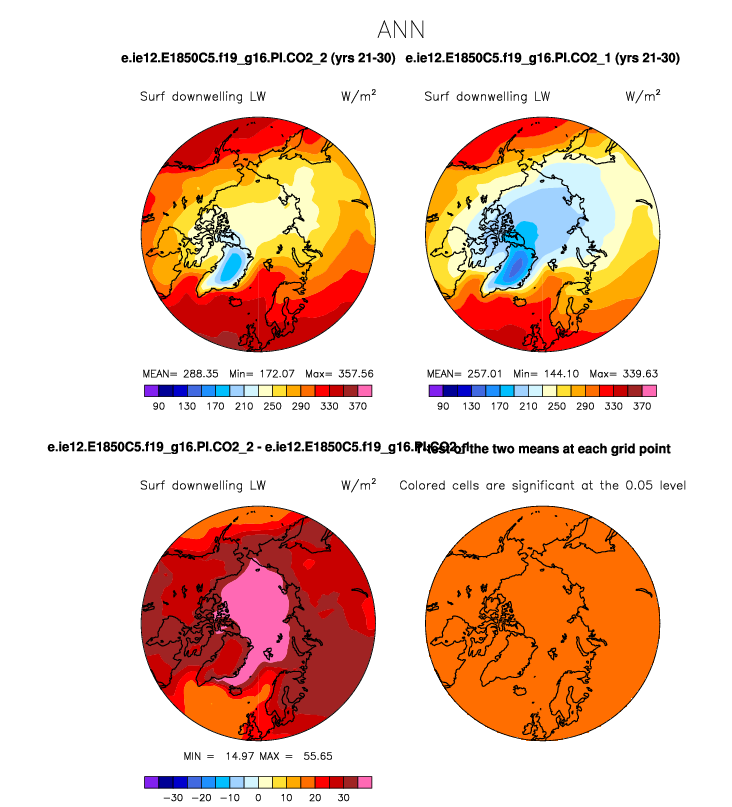 ANN
e.ie12.E1850C5.f19_g16.PI.CO2_2 (yrs 21-30) e.ie12.E1850C5.f19_g16.PI.CO2_1 (yrs 21-30)
Surf downwelling LW W/m² Surf downwelling LW W/m²
MEAN= 288.35 Min= 172.07 Max= 357.56 MEAN= 257.01 Min= 144.10 Max= 339.63
90 130 170 210 250 290 330 370 90 130 170 210 250 290 330 370
e.ie12.E1850C5.f19_g16.PI.CO2_2 - e.ie12.E1850C5.f19_g16.PI.CO2_1 T-test of the two means at each grid point
Surf downwelling LW W/m² Colored cells are significant at the 0.05 level
MIN = 14.97 MAX = 55.65
-30 -20 -10 0 10 20 30